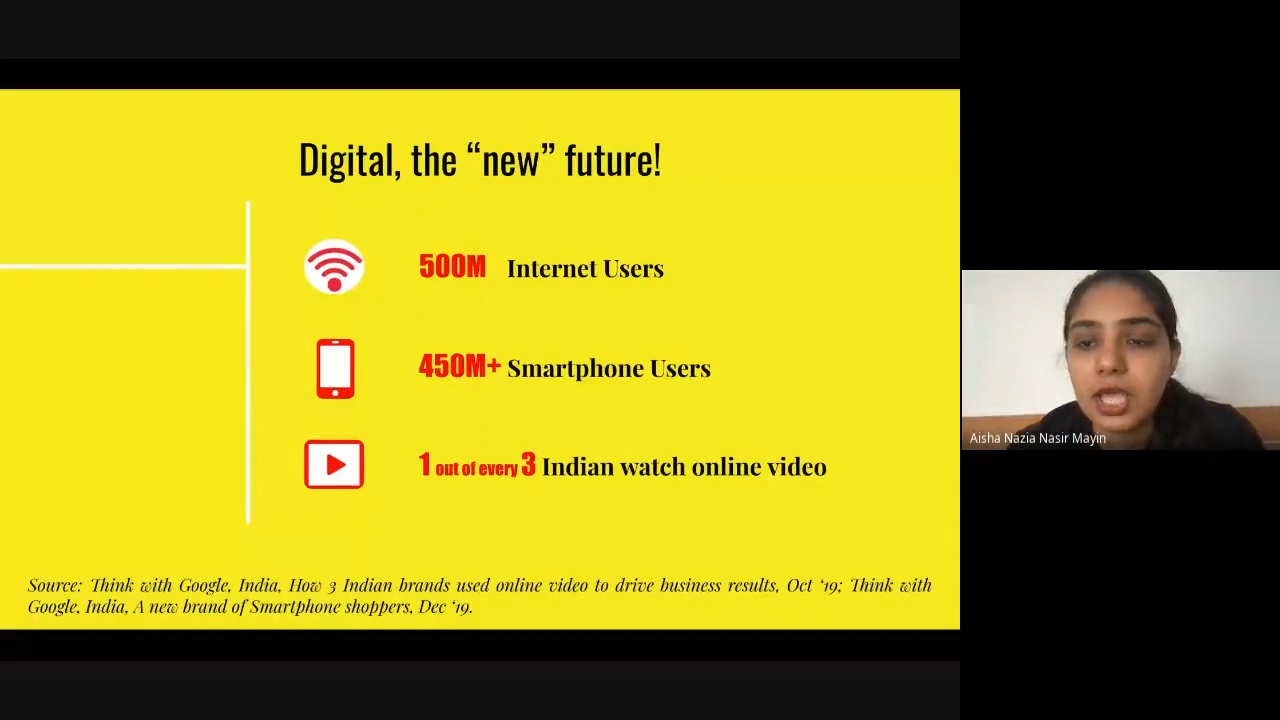 Digital, the “new” future!
500M Internet Users
450M+ Smartphone Users
1 out of every 3 Indian watch online video
Source: Think with Google, India, How 3 Indian brands used online video to drive business results, Oct ‘19; Think with
Google, India, A new brand of Smartphone shoppers, Dec ‘19.
Aisha Nazia Nasir Mayin